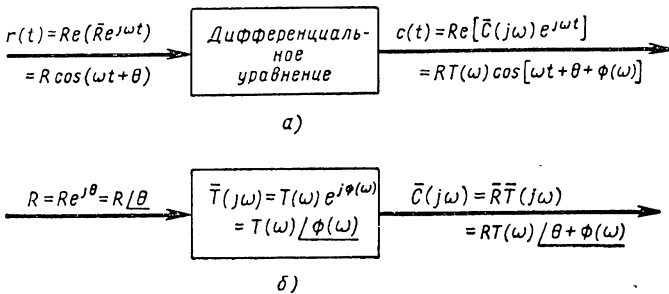 r(t)=Re(R̄e^{jωt})
=R cos(ωt+θ)
Дифференциаль-
ное
уравнение
c(t)=Re[C̄(jω)e^{jωt}]
=RT(ω)cos[ωt+θ+ϕ(ω)]
а)
R=Re^{jθ}=R∠θ
T̄(jω)=T(ω)e^{jϕ(ω)}
=T(ω)∠ϕ(ω)
C̄(jω)=R̄T̄(jω)
=RT(ω)∠θ+ϕ(ω)
б)